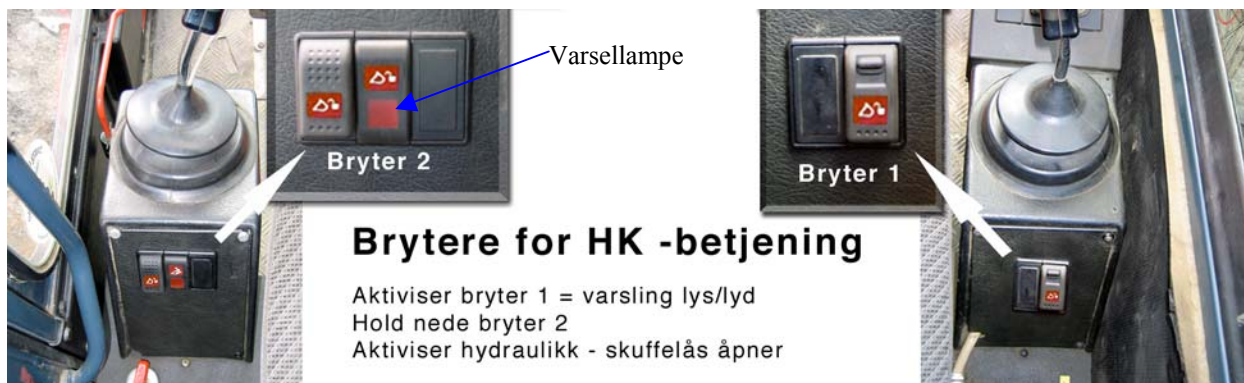 Varsellampe
Bryter 2
Bryter 1
Brytere for HK -betjening
Aktiviser bryter 1 = varsling lys/lyd
Hold nede bryter 2
Aktiviser hydraulikk - skuffelås åpner